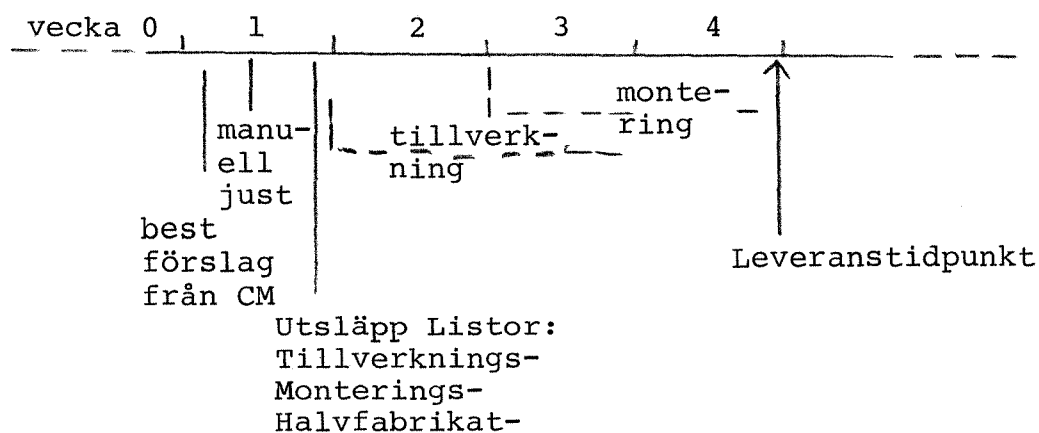 vecka 0 1 2 3 4
manu-
ell
just
tillverk-
ning
monte-
ring
best
förslag
från CM
Leveranstidpunkt
Utsläpp Listor:
Tillverknings-
Monterings-
Halvfabrikat-